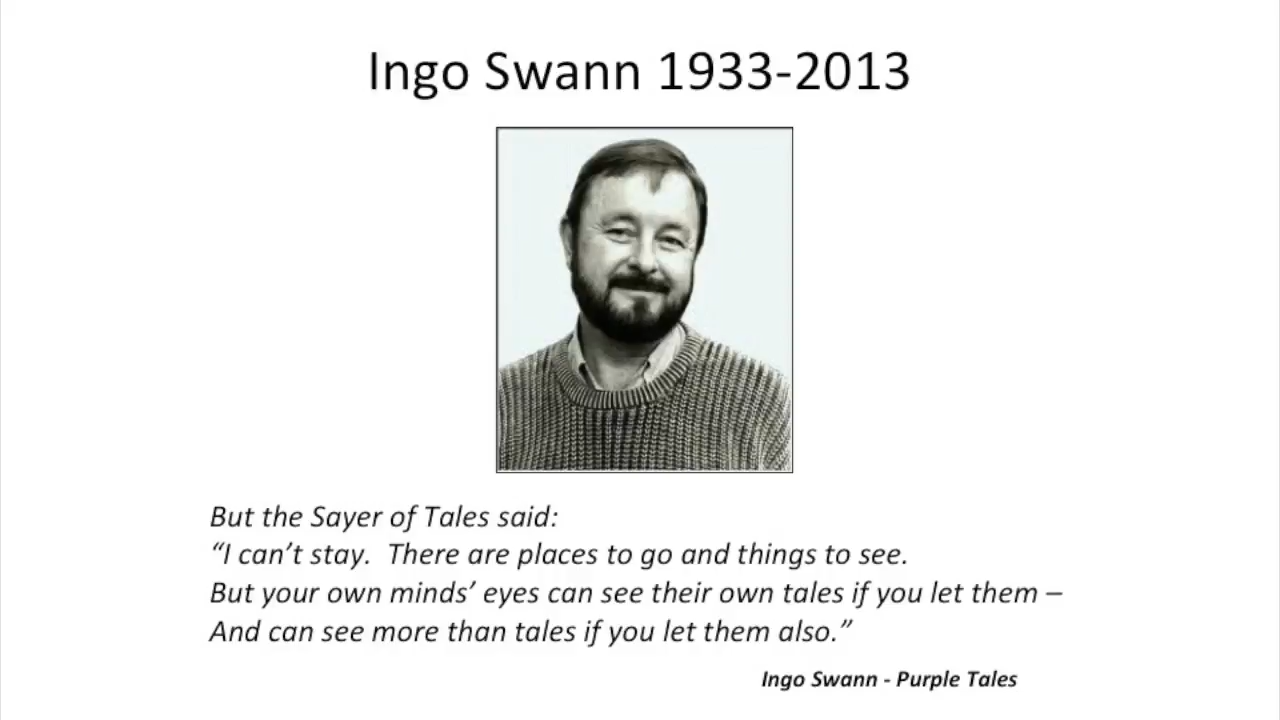 Ingo Swann 1933-2013
But the Sayer of Tales said:
“I can’t stay.  There are places to go and things to see.
But your own minds’ eyes can see their own tales if you let them –
And can see more than tales if you let them also.”
Ingo Swann - Purple Tales